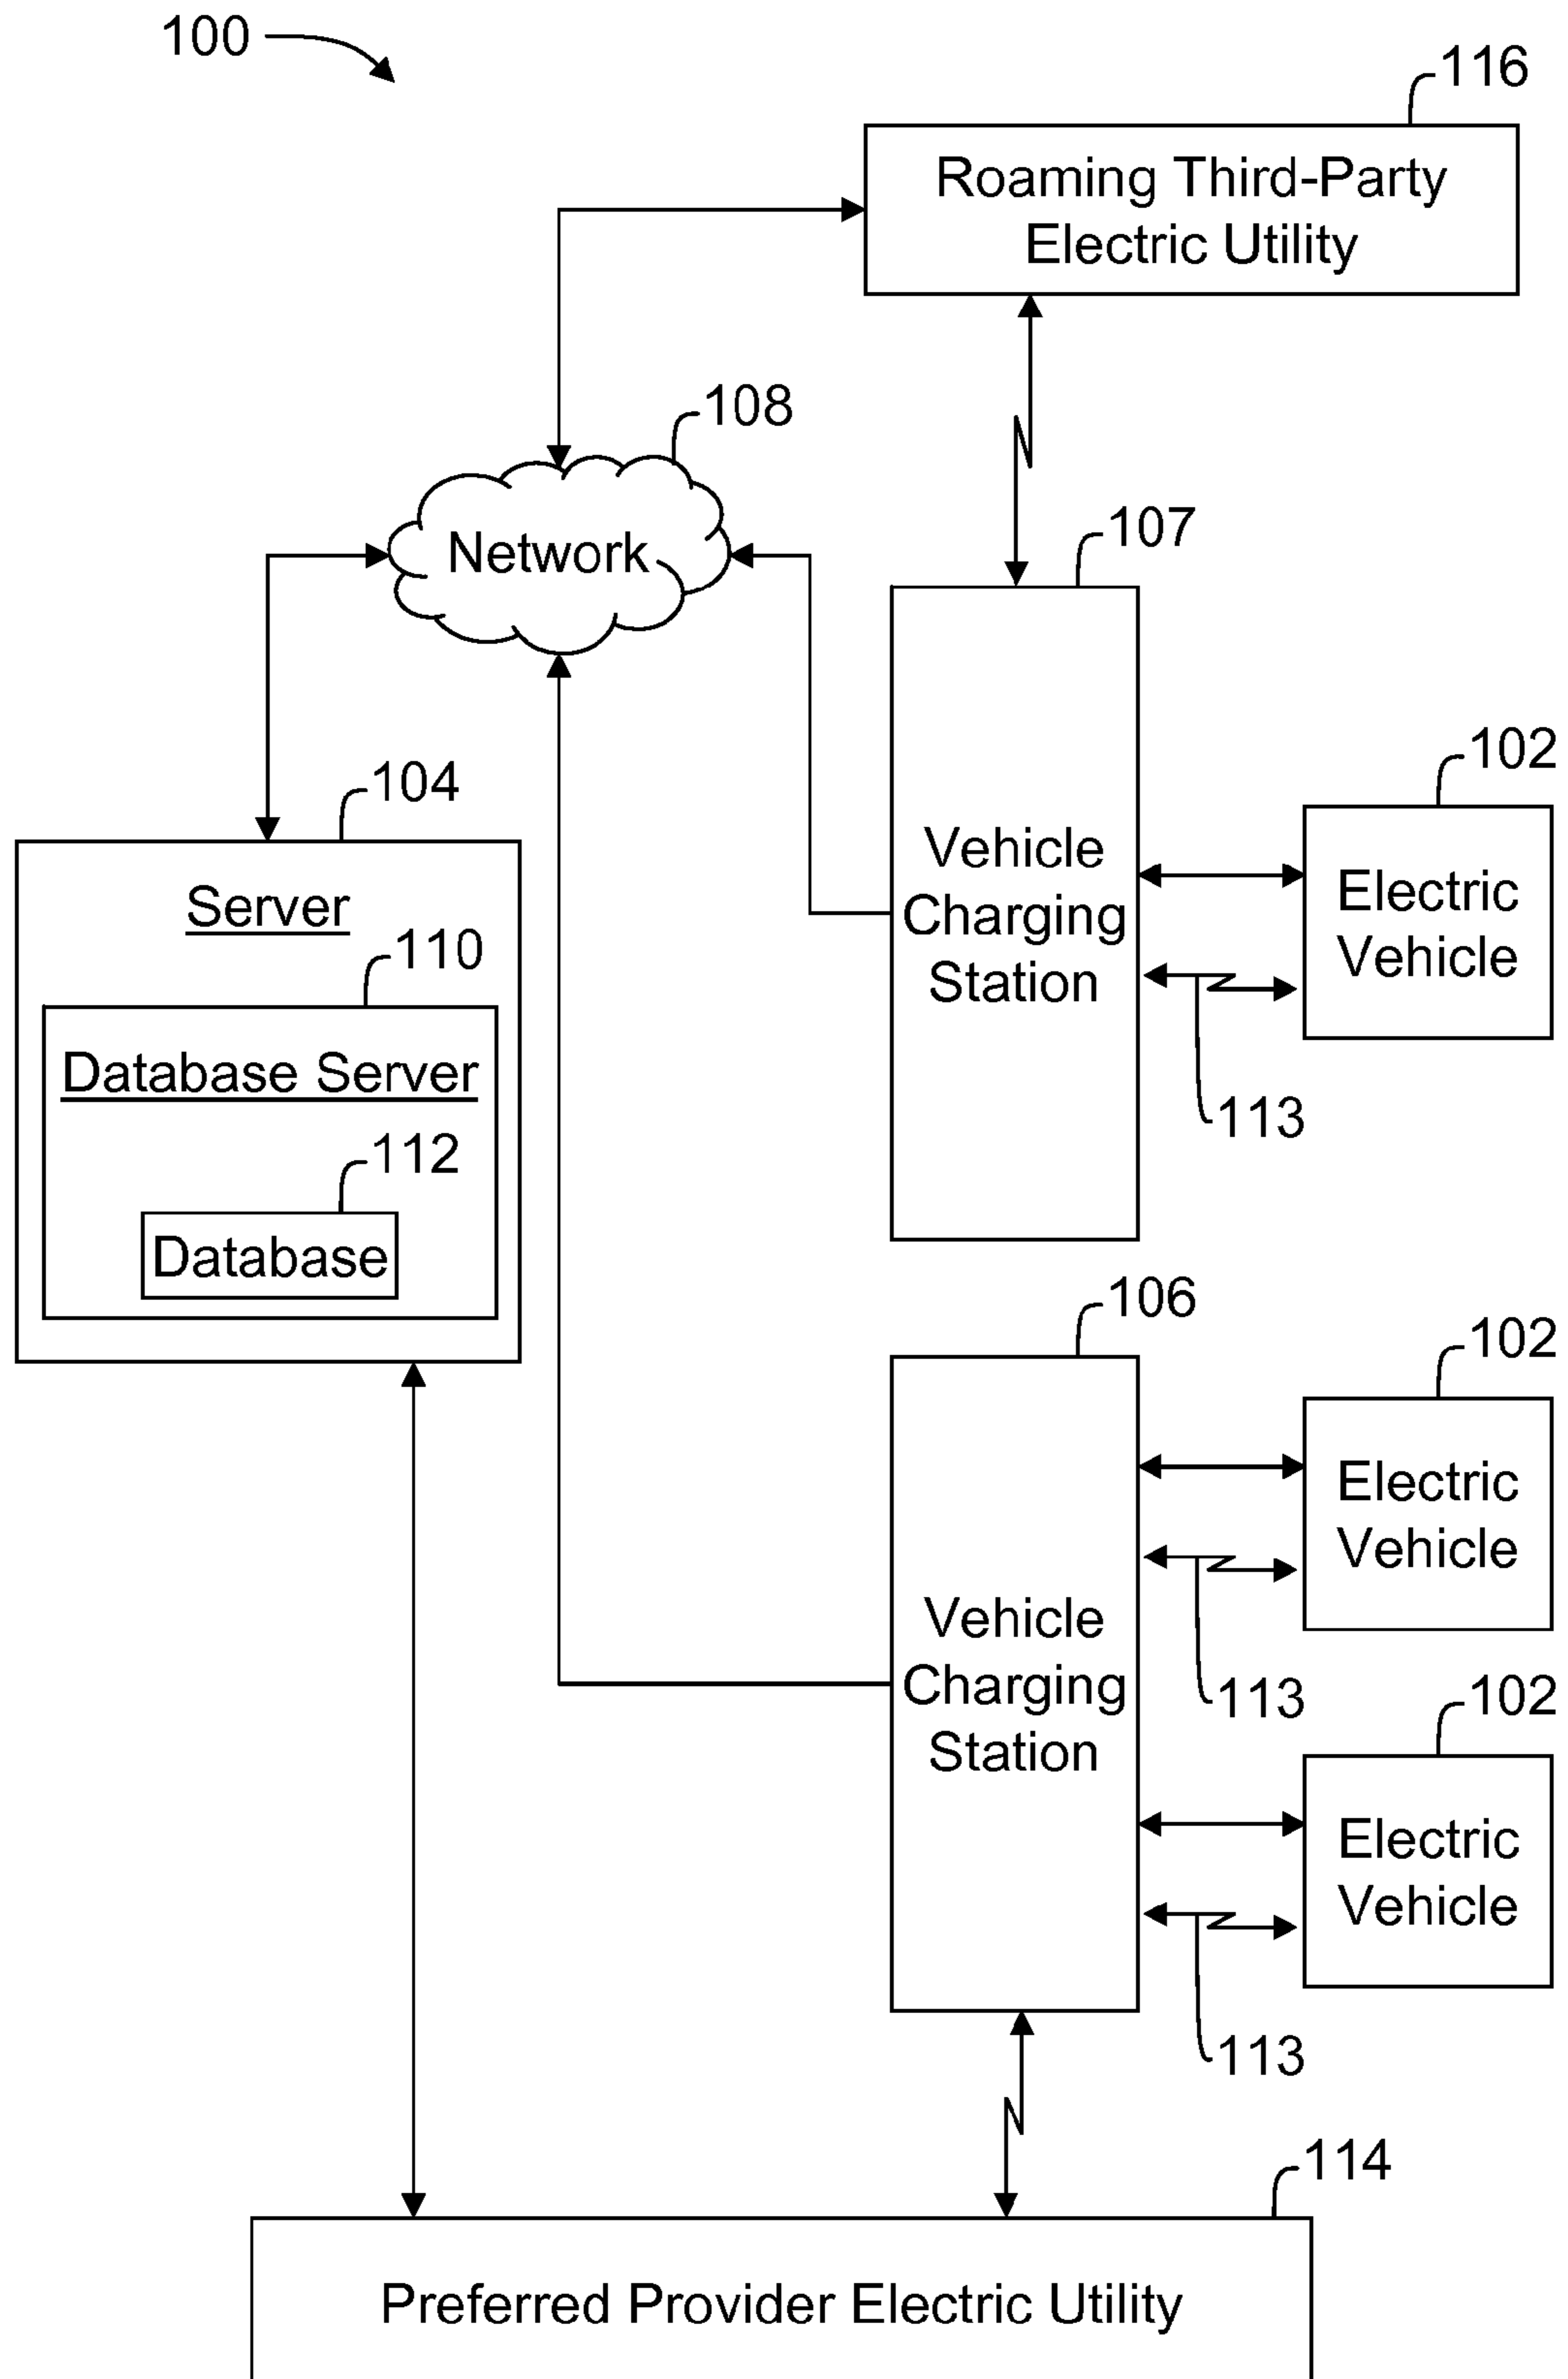 100
116
Roaming Third-Party
Electric Utility
108
Network
107
Vehicle
Charging
Station
102
Electric
Vehicle
113
104
Server
110
Database Server
112
Database
106
Vehicle
Charging
Station
102
Electric
Vehicle
113
102
Electric
Vehicle
113
114
Preferred Provider Electric Utility